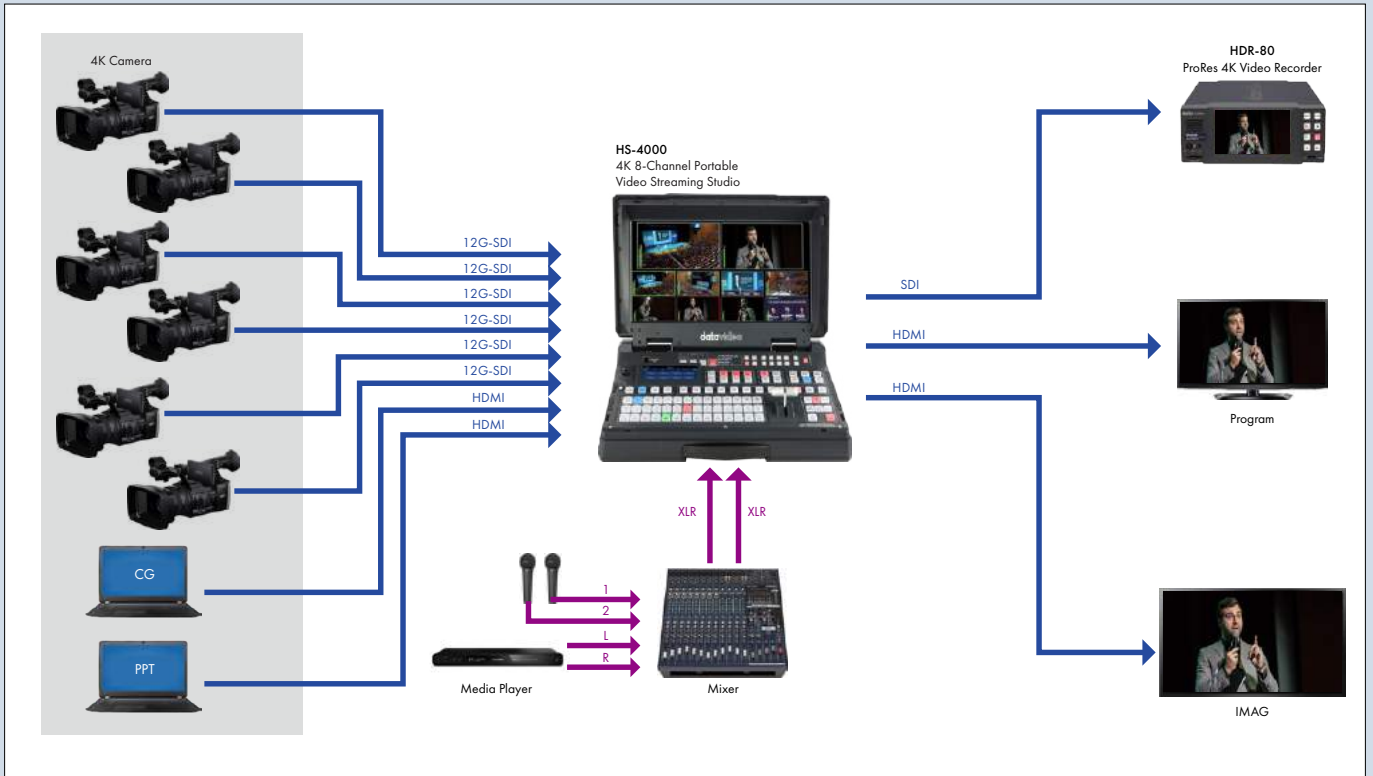 4K Camera
HDR-80
ProRes 4K Video Recorder
HS-4000
4K 8-Channel Portable
Video Streaming Studio
12G-SDI
12G-SDI
12G-SDI
12G-SDI
12G-SDI
12G-SDI
HDMI
HDMI
datavideo
SDI
HDMI
HDMI
Program
XLR
XLR
CG
PPT
1
2
L
R
Media Player
Mixer
IMAG